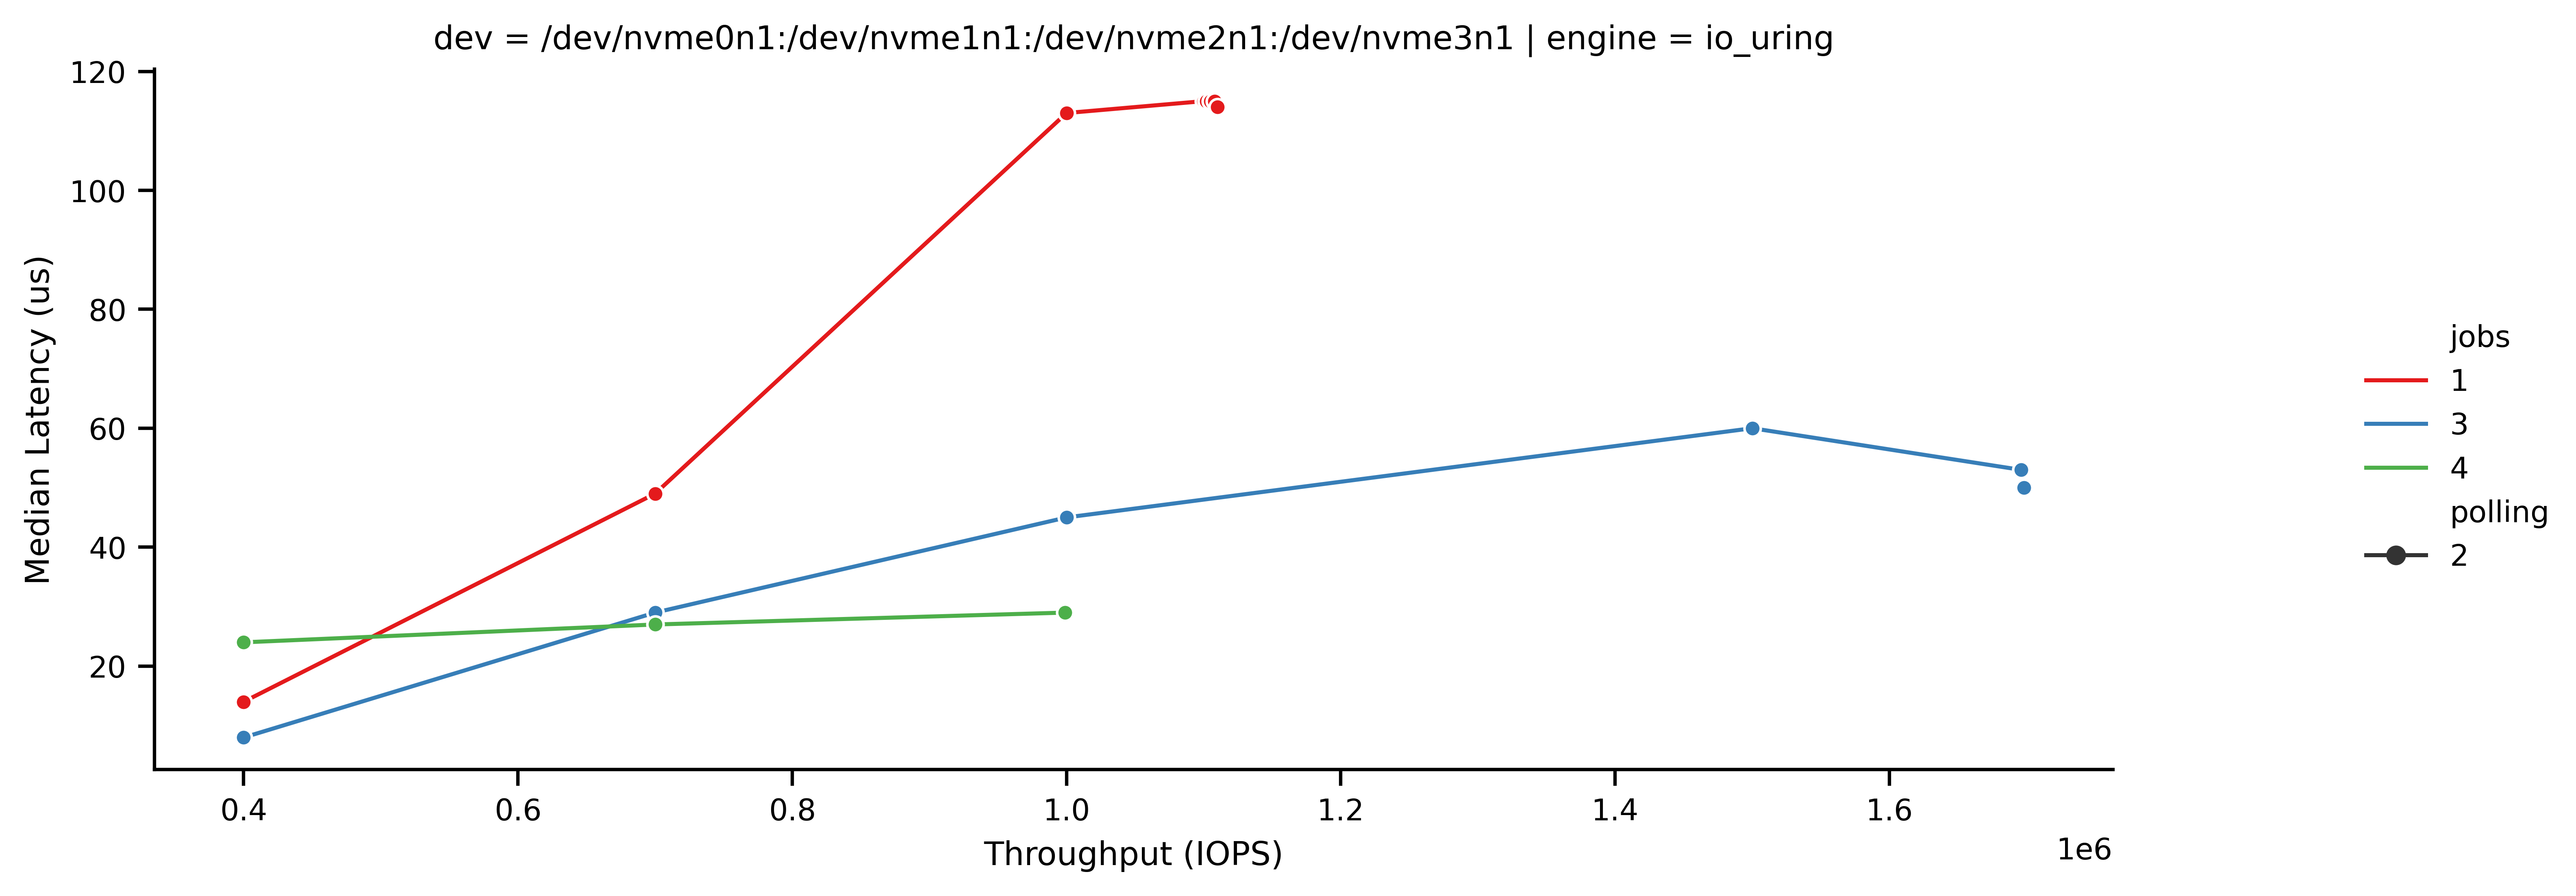 dev = /dev/nvme0n1:/dev/nvme1n1:/dev/nvme2n1:/dev/nvme3n1 | engine = io_uring
120
100
80
60
40
20
Median Latency (us)
0.4 0.6 0.8 1.0 1.2 1.4 1.6
1e6
Throughput (IOPS)
jobs
1
3
4
polling
2